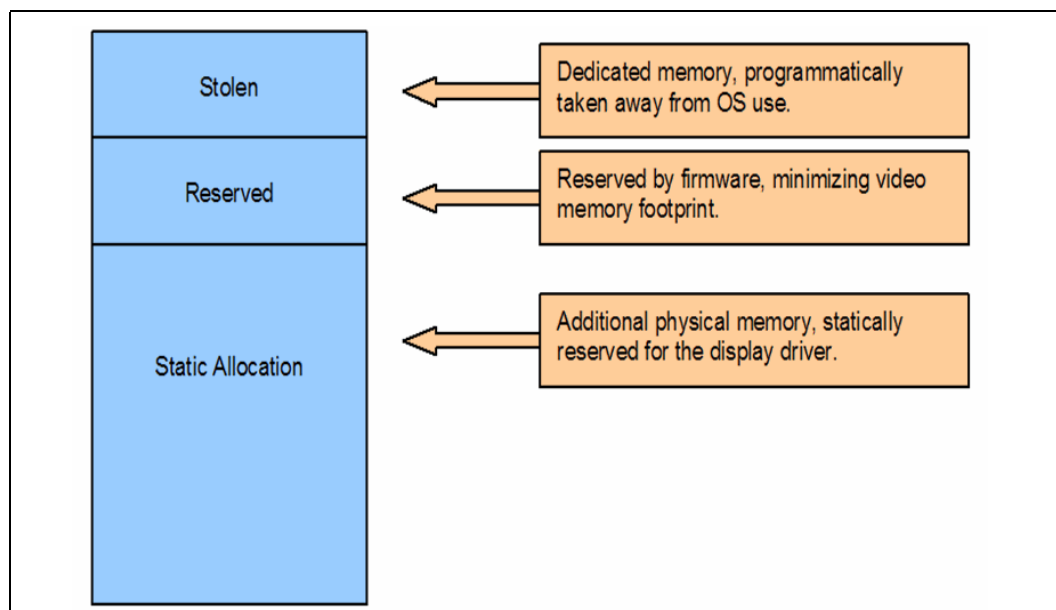 Stolen
Dedicated memory, programmatically
taken away from OS use.
Reserved
Reserved by firmware, minimizing video
memory footprint.
Static Allocation
Additional physical memory, statically
reserved for the display driver.